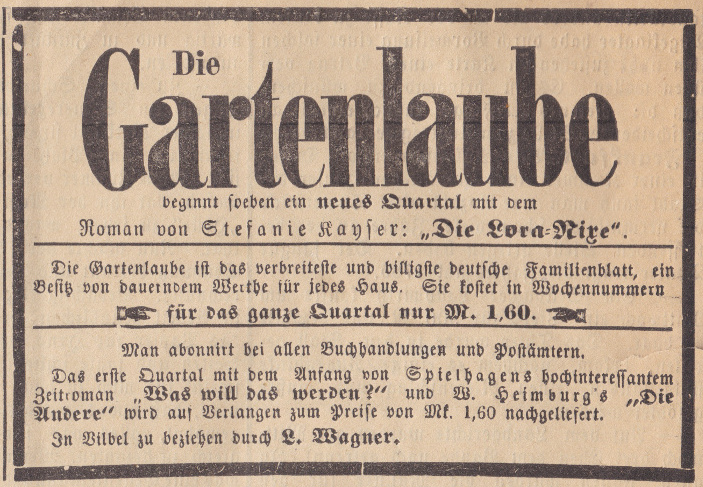 Die
Gartenlaube
beginnt soeben ein neues Quartal mit dem
Roman von Stefanie Kayser: „Die Lora-Nixe“.
Die Gartenlaube ist das verbreitetste und billigste deutsche Familienblatt, ein
Besitz von dauerndem Werthe für jedes Haus. Sie kostet in Wochennummern
für das ganze Quartal nur M. 1,60.
Man abonnirt bei allen Buchhandlungen und Postämtern.
Das erste Quartal mit dem Anfang von Spielhagens hochinteressantem
Zeitroman „Was will das werden?“ und W. Heimburg's „Die
Andere“ wird auf Verlangen zum Preise von Mk. 1,60 nachgeliefert.
In Vilbel zu beziehen durch L. Wagner.